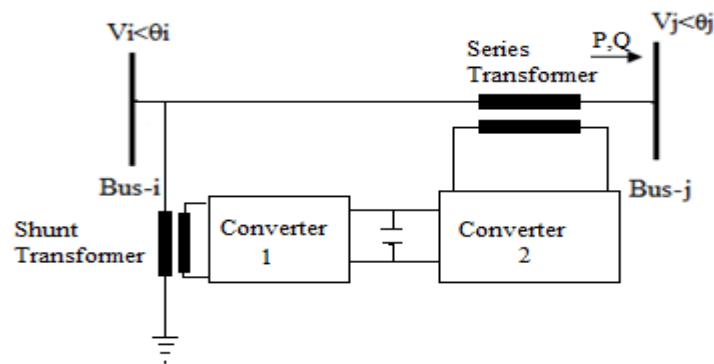 Vi<θi
Vj<θj
P,Q
Series
Transformer
Bus-i
Bus-j
Shunt
Transformer
Converter
1
Converter
2